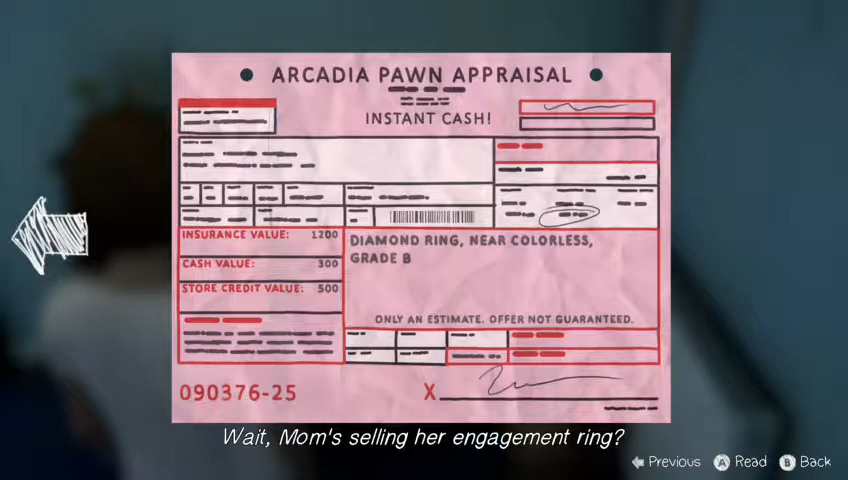 ARCADIA PAWN APPRAISAL
INSTANT CASH!
INSURANCE VALUE: 1200
CASH VALUE: 300
STORE CREDIT VALUE: 500
DIAMOND RING, NEAR COLORLESS,
GRADE B
ONLY AN ESTIMATE. OFFER NOT GUARANTEED.
090376-25
X
Wait, Mom's selling her engagement ring?
Previous A Read B Back